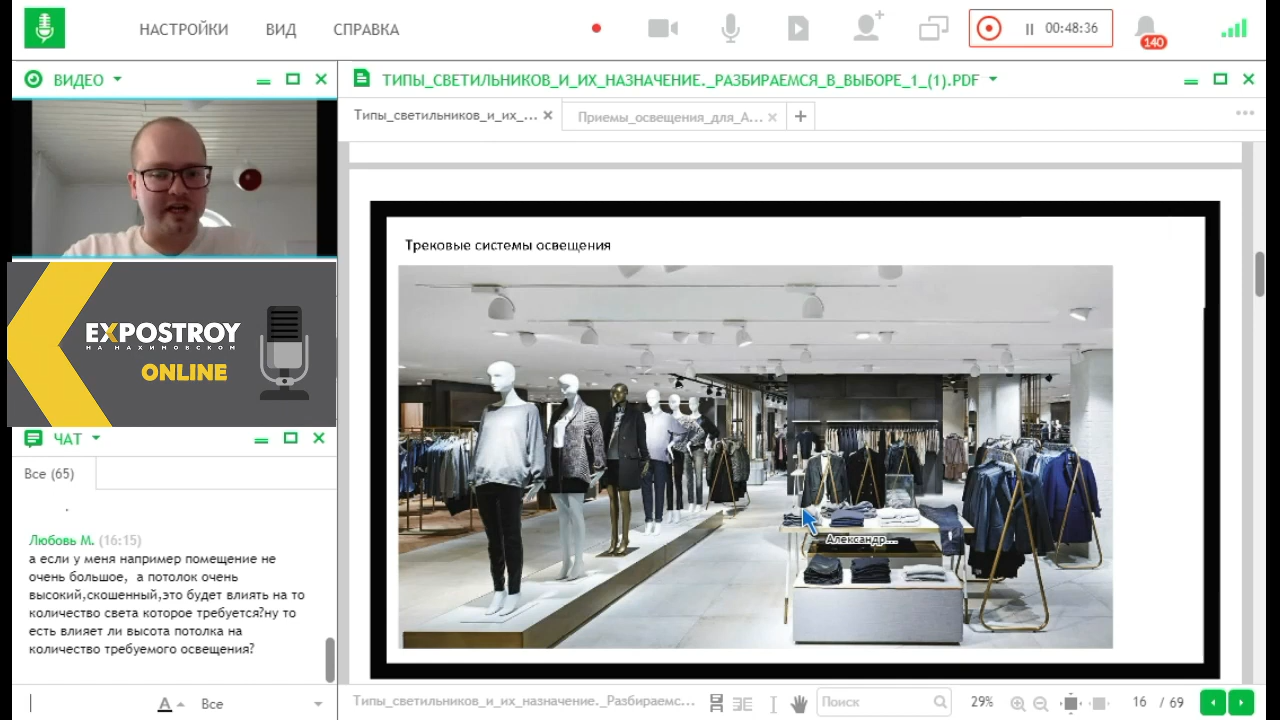 НАСТРОЙКИ ВИД СПРАВКА
00:48:36
140
ВИДЕО
ТИПЫ_СВЕТИЛЬНИКОВ_И_ИХ_НАЗНАЧЕНИЕ._РАЗБИРАЕМСЯ_В_ВЫБОРЕ_1_(1).PDF
Типы_светильников_и_их_...
Приемы_освещения_для_А...
Трековые системы освещения
EXPOSTROY
НА НАХИМОВСКОМ
ONLINE
ЧАТ
Все (65)
Любовь М. (16:15)
а если у меня например помещение не
очень большое, а потолок очень
высокий,скошенный,это будет влиять на то
количество света которое требуется?ну то
есть влияет ли высота потолка на
количество требуемого освещения?
Александр...
A Все
Типы_светильников_и_их_назначение._Разбираемс...
Поиск
29%
16 / 69